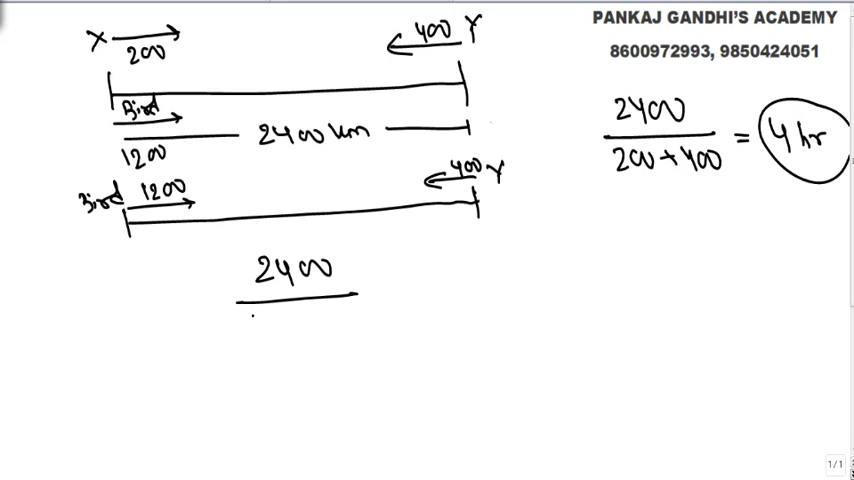 PANKAJ GANDHI'S ACADEMY
8600972993, 9850424051
X 200
400 Y
Bird
1200
2400 km
2400
200 + 400 = 4 hr
Bird 1200
400 Y
2400
1/1